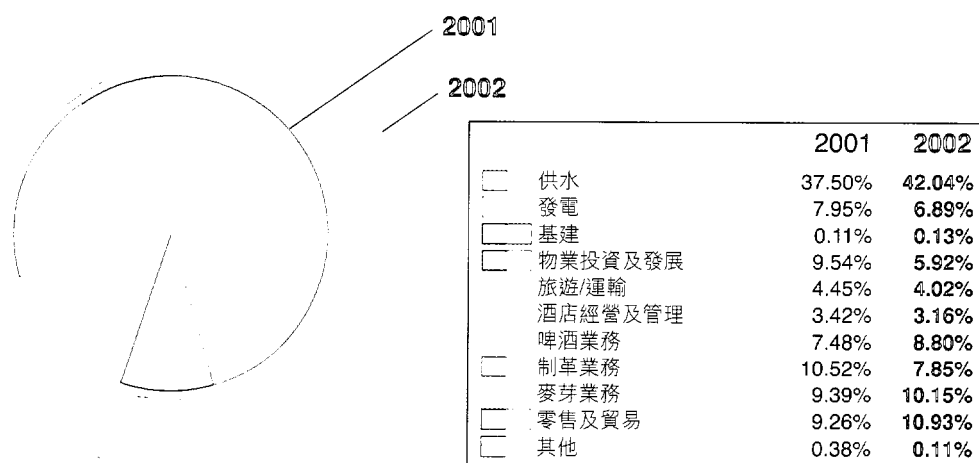 2001
2002
2001 2002
供水 37.50% 42.04%
發電 7.95% 6.89%
基建 0.11% 0.13%
物業投資及發展 9.54% 5.92%
旅遊/運輸 4.45% 4.02%
酒店經營及管理 3.42% 3.16%
啤酒業務 7.48% 8.80%
制革業務 10.52% 7.85%
麥芽業務 9.39% 10.15%
零售及貿易 9.26% 10.93%
其他 0.38% 0.11%